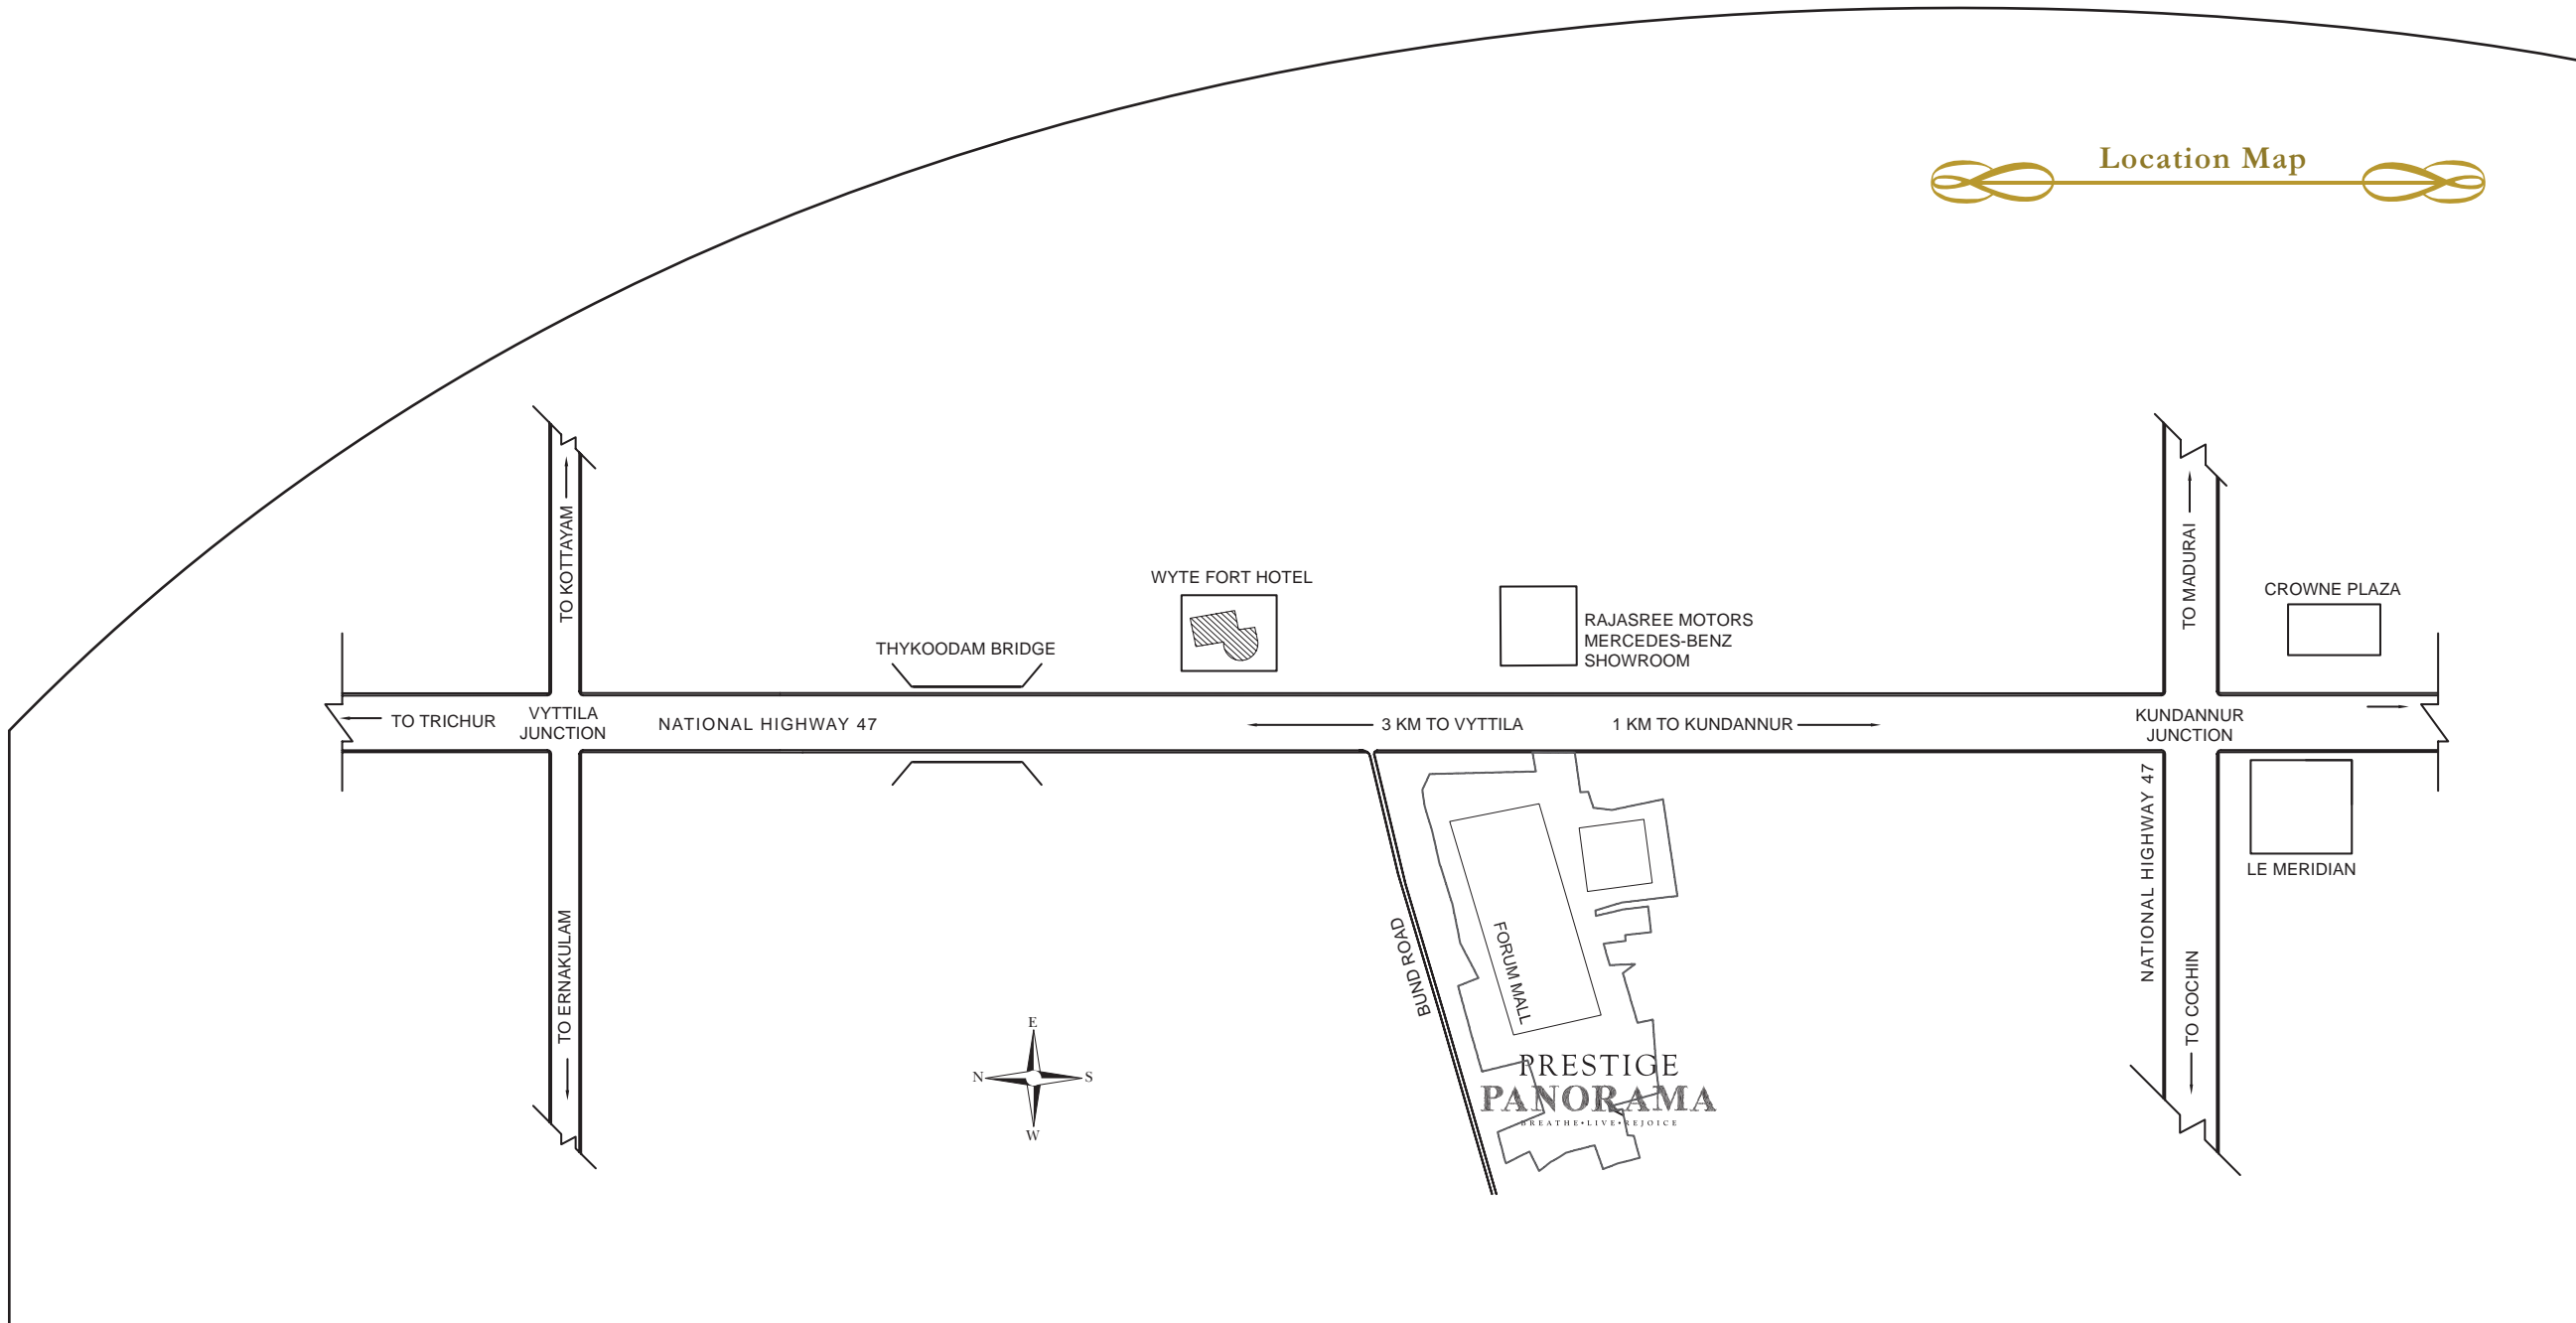 Location Map
TO KOTTAYAM
TO MADURAI
WYTE FORT HOTEL
CROWNE PLAZA
RAJASREE MOTORS
MERCEDES-BENZ
SHOWROOM
THYKOODAM BRIDGE
TO TRICHUR
VYTTILA
JUNCTION
NATIONAL HIGHWAY 47
3 KM TO VYTTILA
1 KM TO KUNDANNUR
KUNDANNUR
JUNCTION
NATIONAL HIGHWAY 47
LE MERIDIAN
TO ERNAKULAM
BUND ROAD
FORUM MALL
TO COCHIN
E
N
S
W
PRESTIGE
PANORAMA
BREATHE•LIVE•REJOICE